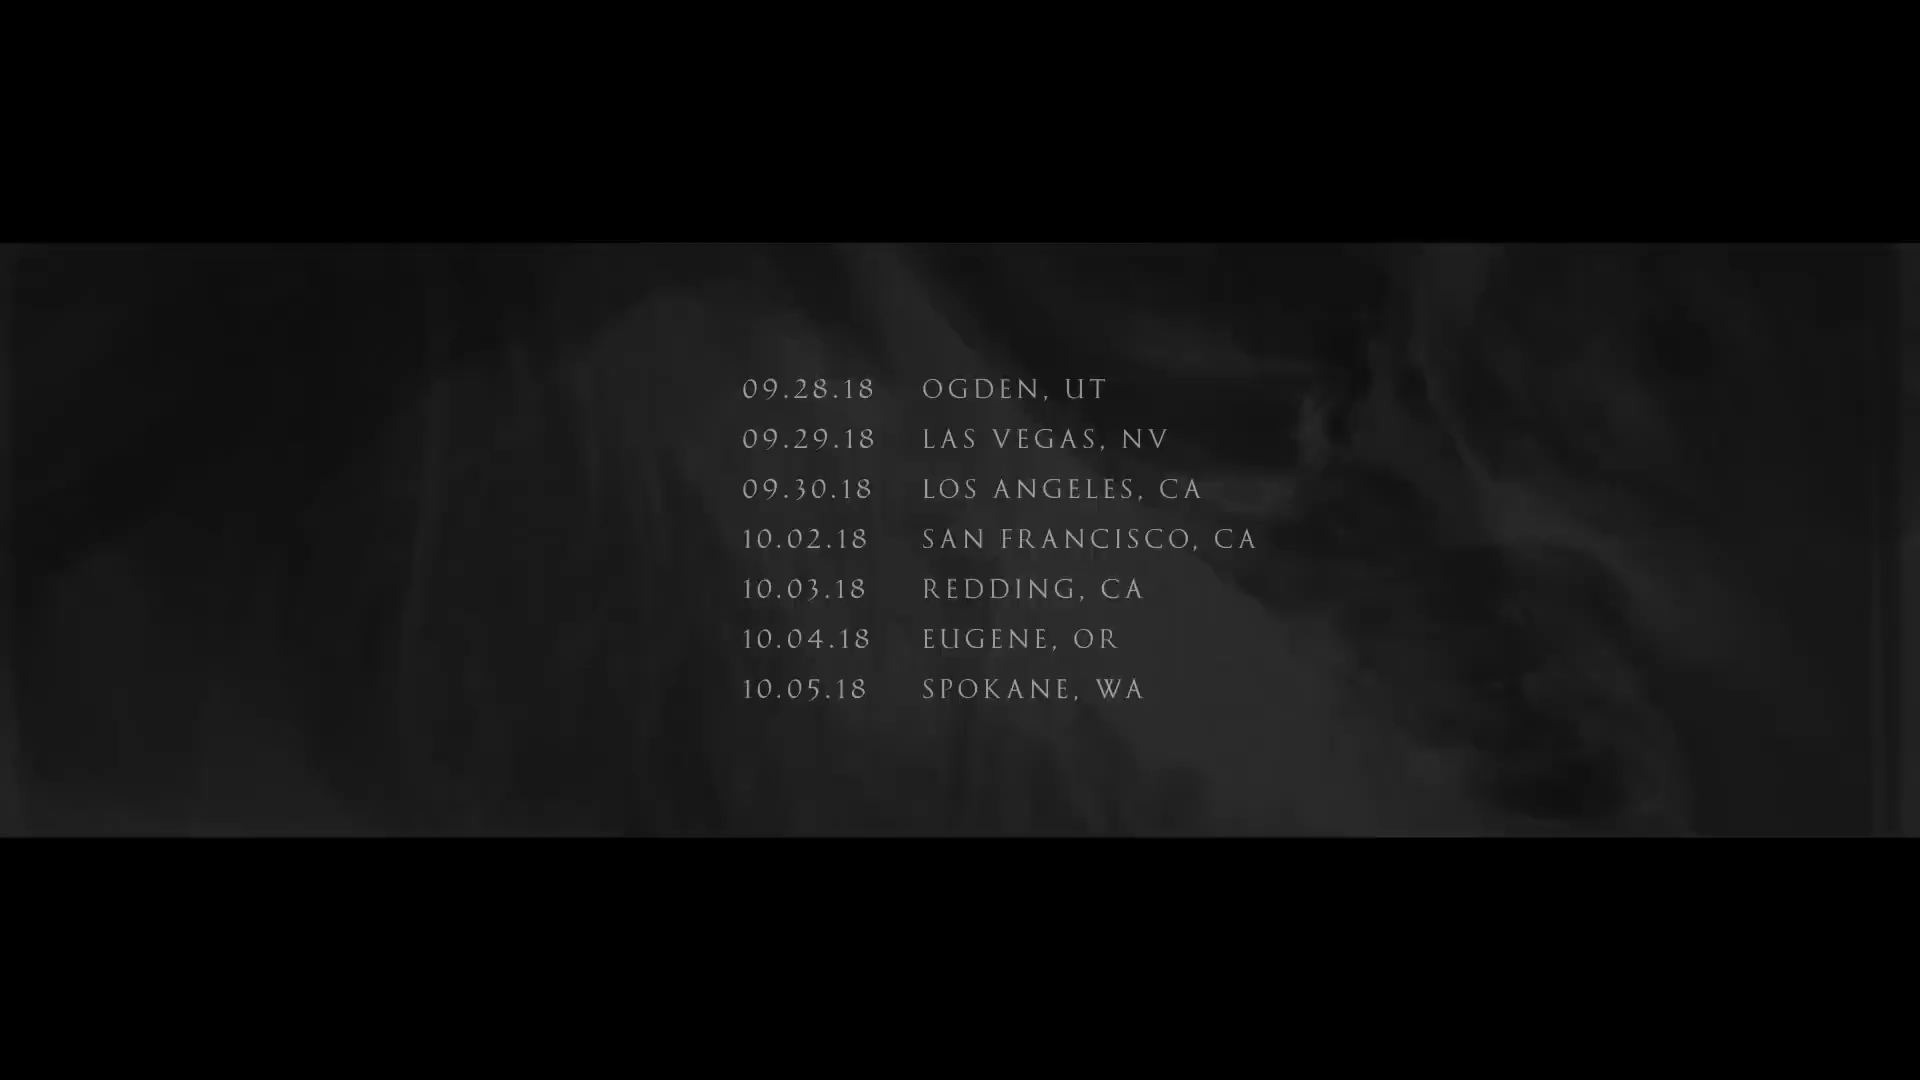 09.28.18 OGDEN, UT
09.29.18 LAS VEGAS, NV
09.30.18 LOS ANGELES, CA
10.02.18 SAN FRANCISCO, CA
10.03.18 REDDING, CA
10.04.18 EUGENE, OR
10.05.18 SPOKANE, WA